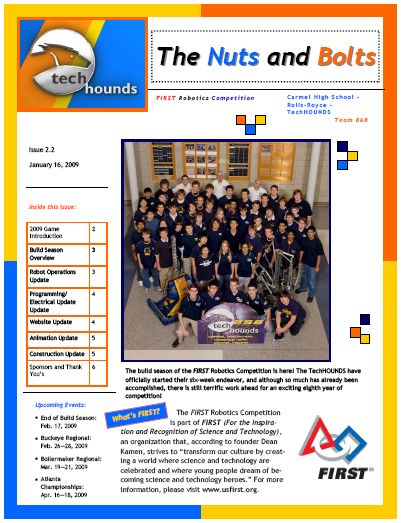 tech
hounds
The Nuts and Bolts
FIRST Robotics Competition
Carmel High School -
Rolls-Royce -
TechHOUNDS
Team 868
Issue 2.2
January 16, 2009
Inside this issue:
2009 Game Introduction 2
Build Season Overview 3
Robot Operations Update 3
Programming/ Electrical Update Update 4
Website Update 4
Animation Update 5
Construction Update 5
Sponsors and Thank You's 6
Upcoming Events:
• End of Build Season:
Feb. 17, 2009
• Buckeye Regional:
Feb. 26—28, 2009
• Boilermaker Regional:
Mar. 19—21, 2009
• Atlanta
Championships:
Apr. 16—18, 2009
868
tech
hounds
The build season of the FIRST Robotics Competition is here! The TechHOUNDS have
officially started their six-week endeavor, and although so much has already been
accomplished, there is still terrific work ahead for an exciting eighth year of
competition!
What's FIRST?
The FIRST Robotics Competition
is part of FIRST (For the Inspira-
tion and Recognition of Science and Technology),
an organization that, according to founder Dean
Kamen, strives to "transform our culture by creat-
ing a world where science and technology are
celebrated and where young people dream of be-
coming science and technology heroes." For more
information, please visit www.usfirst.org.
FIRST